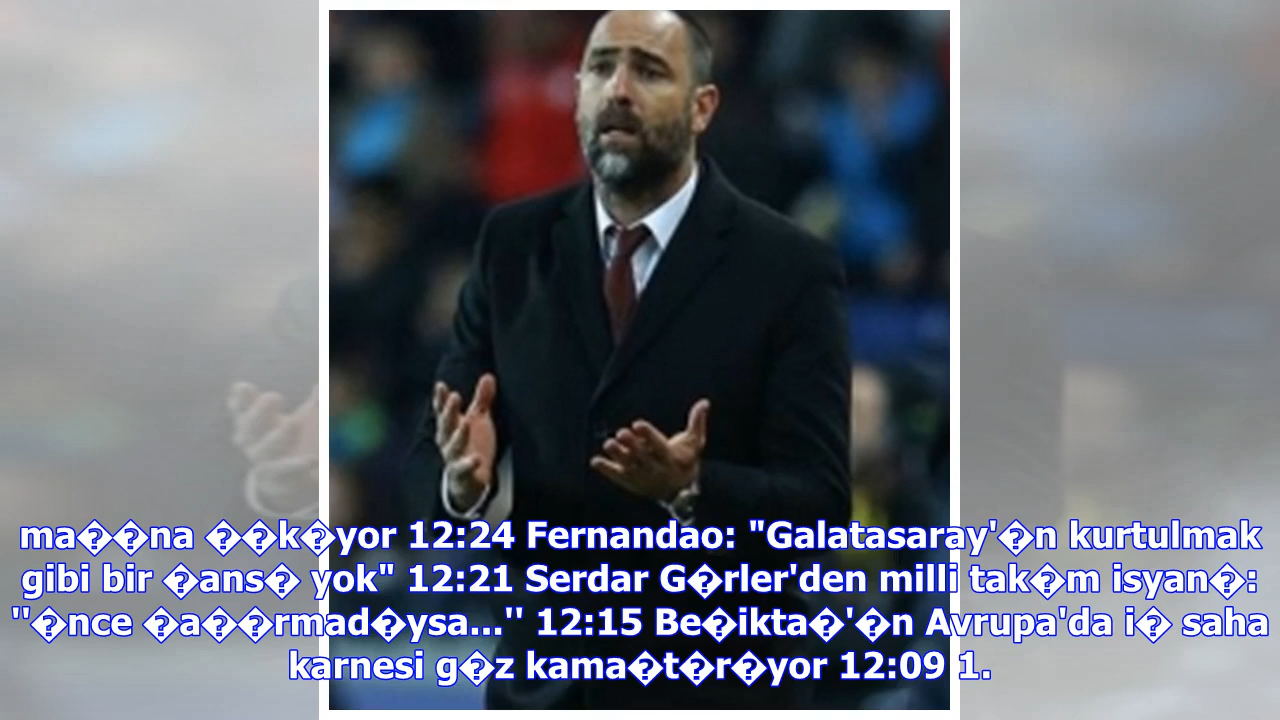 ma��na ��k�yor 12:24 Fernandao: "Galatasaray'�n kurtulmak
gibi bir �ans� yok" 12:21 Serdar G�rler'den milli tak�m isyan�:
''�nce �a��rmad�ysa...'' 12:15 Be�ikta�'�n Avrupa'da i� saha
karnesi g�z kama�t�r�yor 12:09 1.